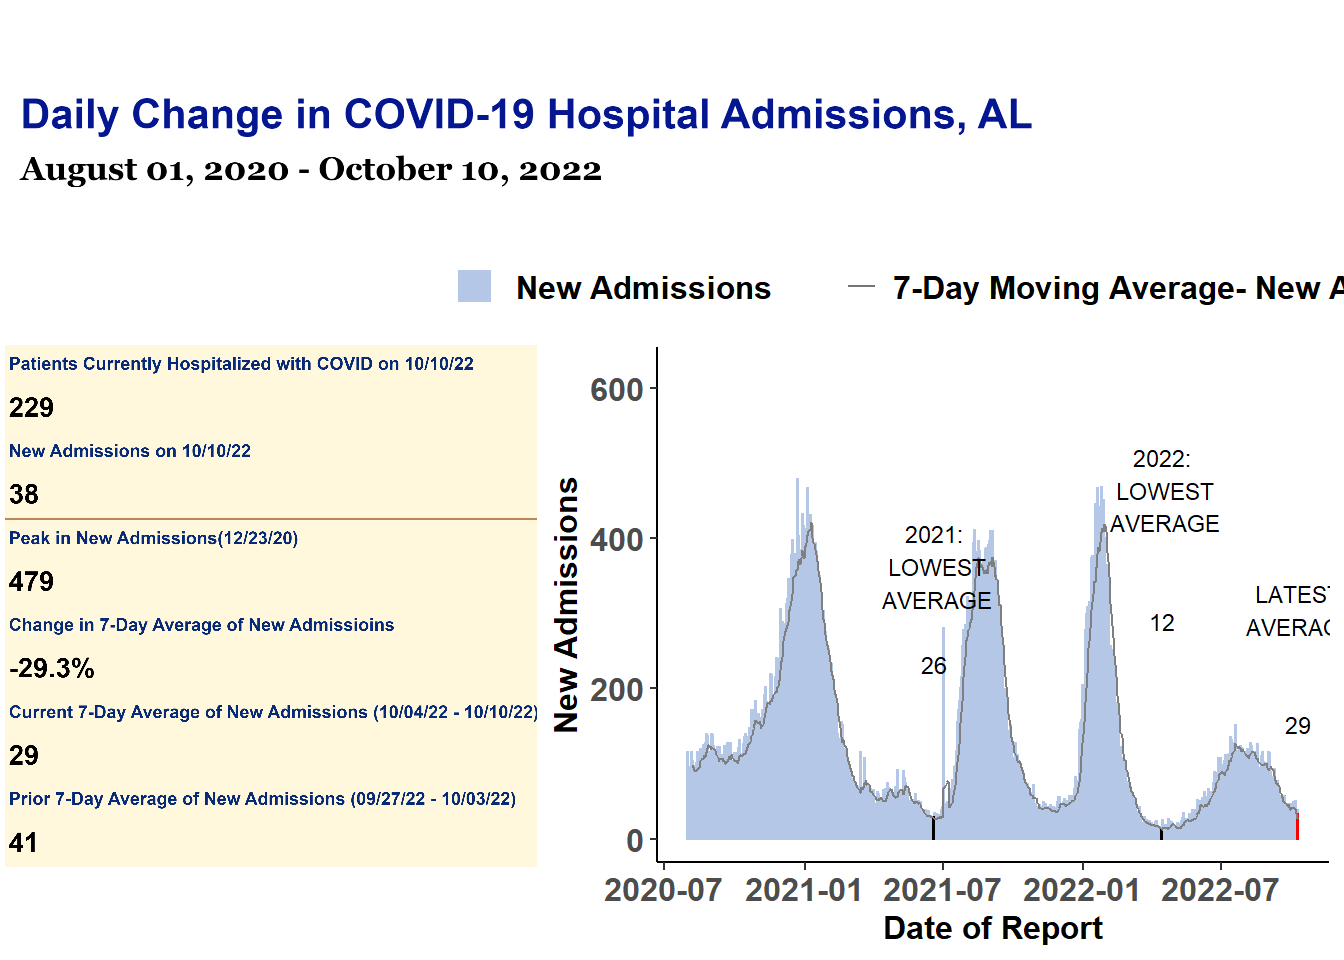 Daily Change in COVID-19 Hospital Admissions, AL
August 01, 2020 - October 10, 2022
New Admissions
7-Day Moving Average- New A
Patients Currently Hospitalized with COVID on 10/10/22
229
New Admissions on 10/10/22
38
Peak in New Admissions(12/23/20)
479
Change in 7-Day Average of New Admissioins
-29.3%
Current 7-Day Average of New Admissions (10/04/22 - 10/10/22)
29
Prior 7-Day Average of New Admissions (09/27/22 - 10/03/22)
41
New Admissions
600
400
200
0
2021:
LOWEST
AVERAGE
26
2022:
LOWEST
AVERAGE
12
LATEST
AVERAG
29
2020-07
2021-01
2021-07
2022-01
2022-07
Date of Report